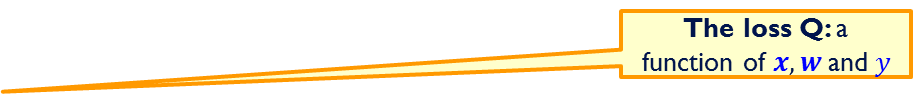 The loss Q: a
function of x, w and y